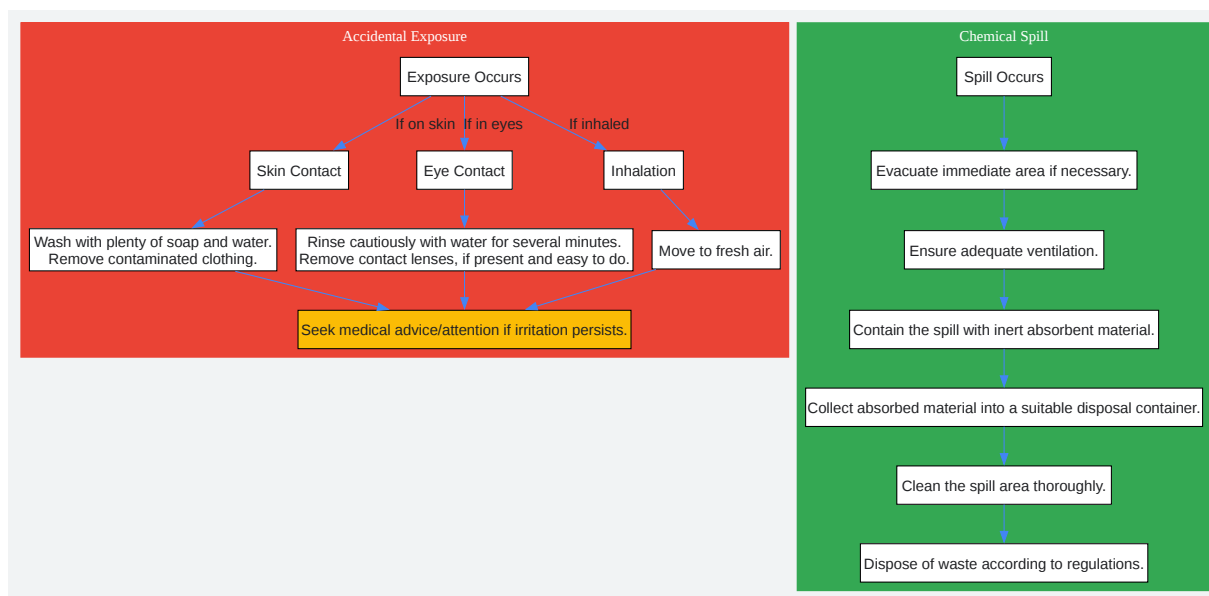 Accidental Exposure
Exposure Occurs
If on skin
If in eyes
If inhaled
Skin Contact
Eye Contact
Inhalation
Wash with plenty of soap and water.
Remove contaminated clothing.
Rinse cautiously with water for several minutes.
Remove contact lenses, if present and easy to do.
Move to fresh air.
Seek medical advice/attention if irritation persists.
Chemical Spill
Spill Occurs
Evacuate immediate area if necessary.
Ensure adequate ventilation.
Contain the spill with inert absorbent material.
Collect absorbed material into a suitable disposal container.
Clean the spill area thoroughly.
Dispose of waste according to regulations.